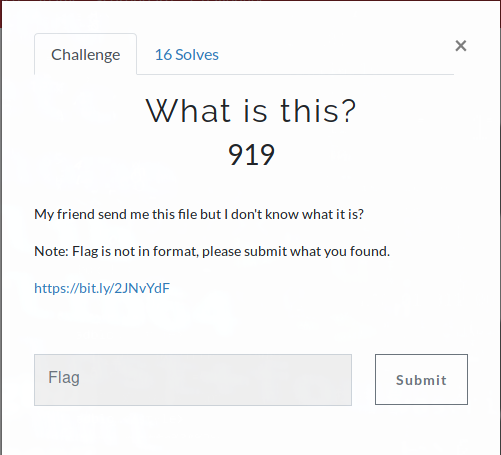 Challenge 16 Solves ×
What is this?
919
My friend send me this file but I don't know what it is?
Note: Flag is not in format, please submit what you found.
https://bit.ly/2JNvYdF
Flag Submit